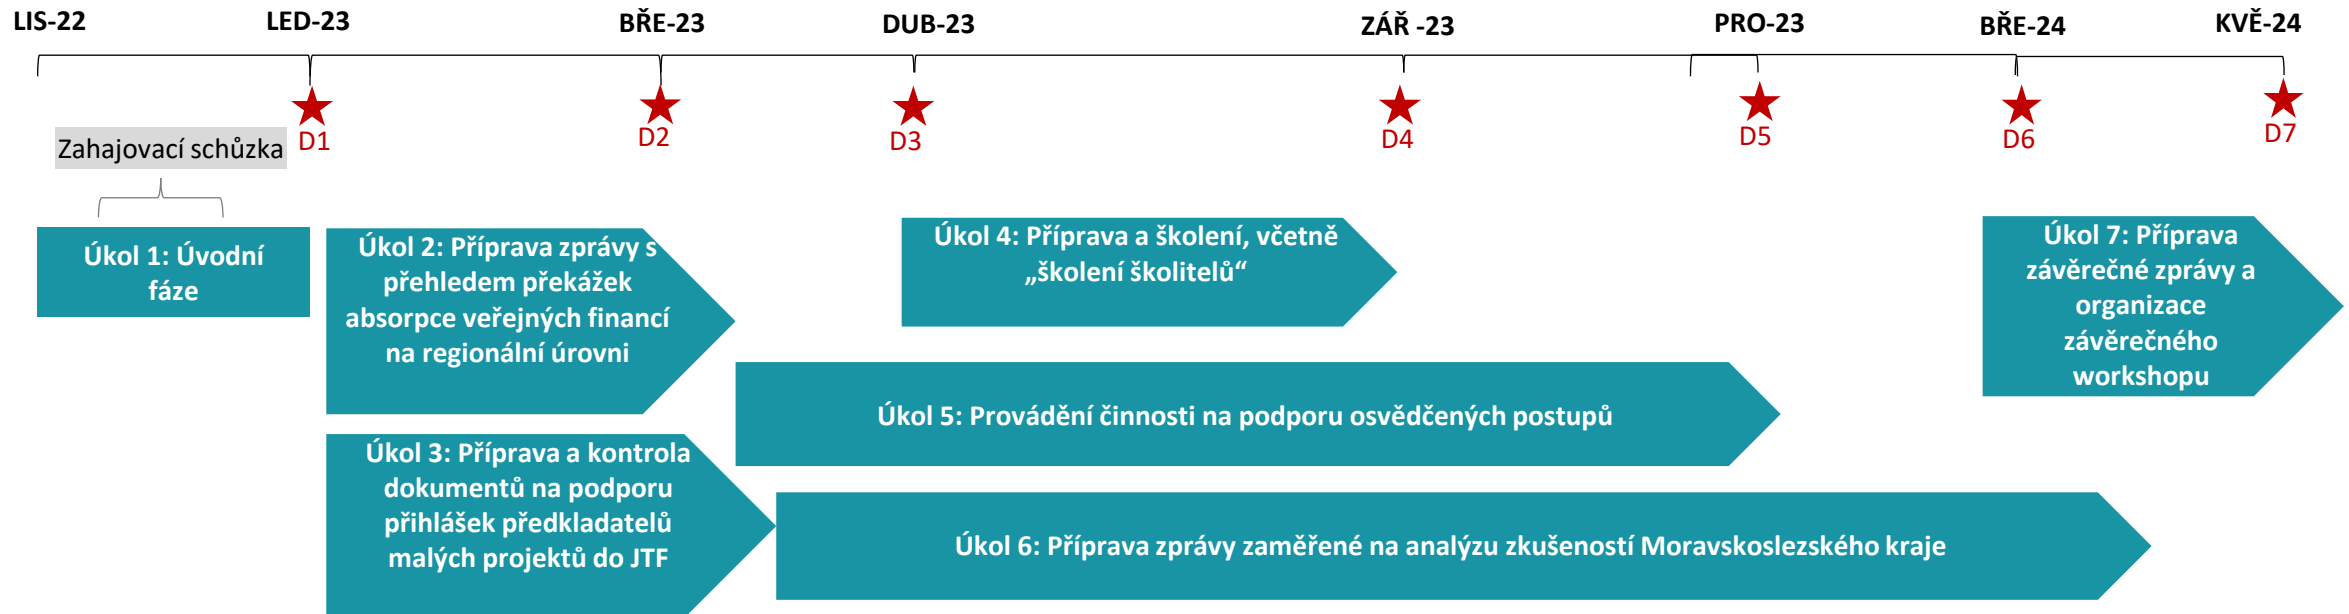 LIS-22
LED-23
BŘE-23
DUB-23
ZÁŘ -23
PRO-23
BŘE-24
KVĚ-24
D1
D2
D3
D4
D5
D6
D7
Zahajovací schůzka
Úkol 1: Úvodní
fáze
Úkol 2: Příprava zprávy s
přehledem překážek
absorpce veřejných financí
na regionální úrovni
Úkol 3: Příprava a kontrola
dokumentů na podporu
přihlášek předkladatelů
malých projektů do JTF
Úkol 4: Příprava a školení, včetně
„školení školitelů“
Úkol 5: Provádění činnosti na podporu osvědčených postupů
Úkol 6: Příprava zprávy zaměřené na analýzu zkušeností Moravskoslezského kraje
Úkol 7: Příprava
závěrečné zprávy a
organizace
závěrečného
workshopu